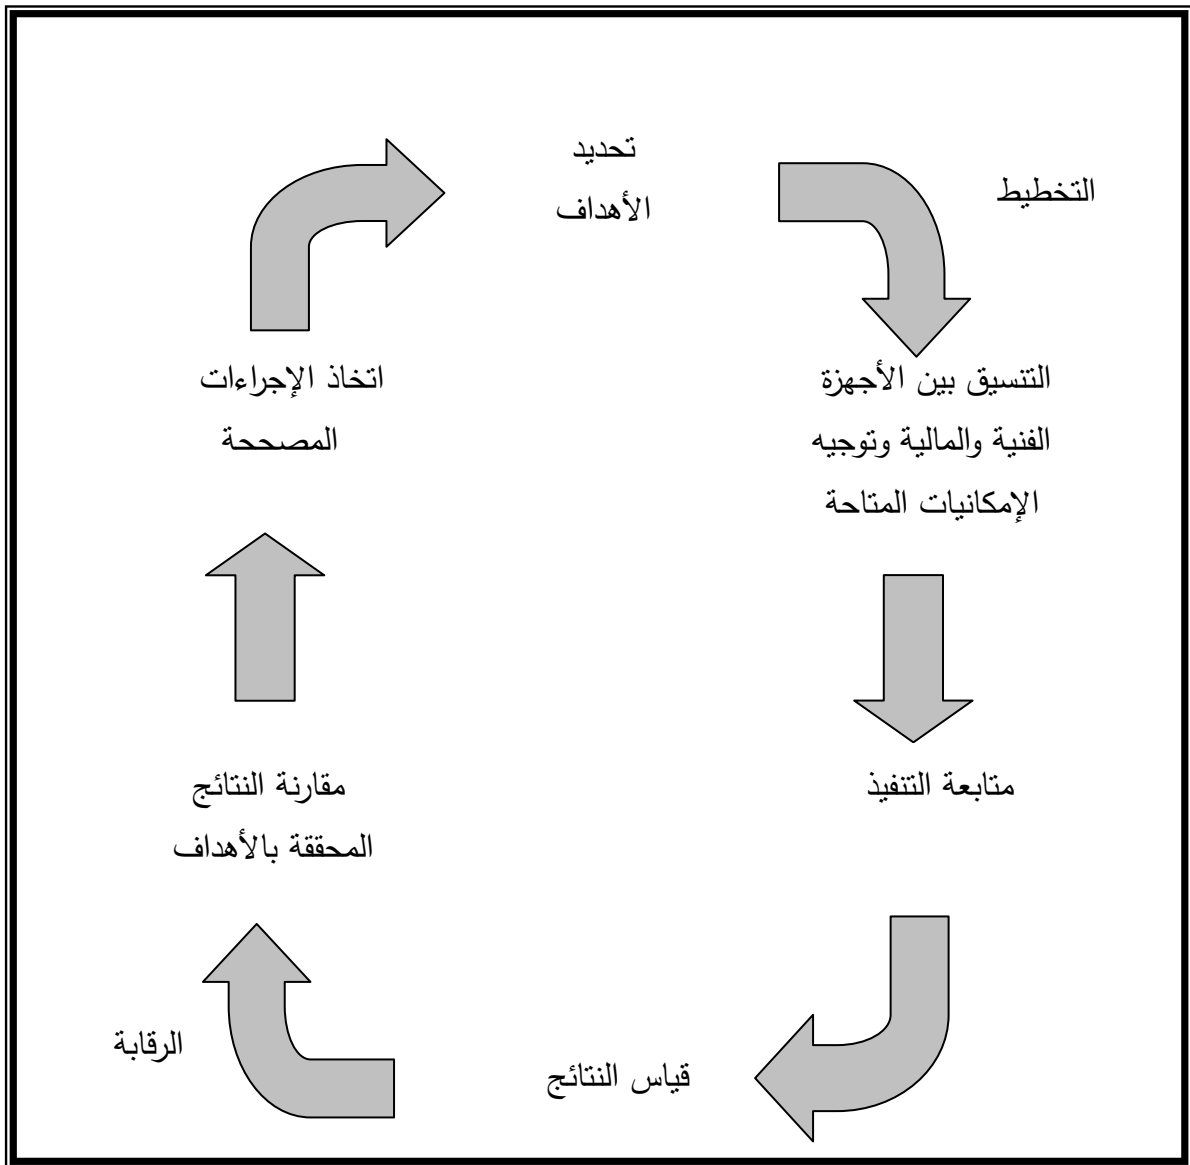 تحديد
الأهداف
التخطيط
التنسيق بين الأجهزة
الفنية والمالية وتوجيه
الإمكانيات المتاحة
متابعة التنفيذ
قياس النتائج
الرقابة
مقارنة النتائج
المحققة بالأهداف
اتخاذ الإجراءات
المصححة